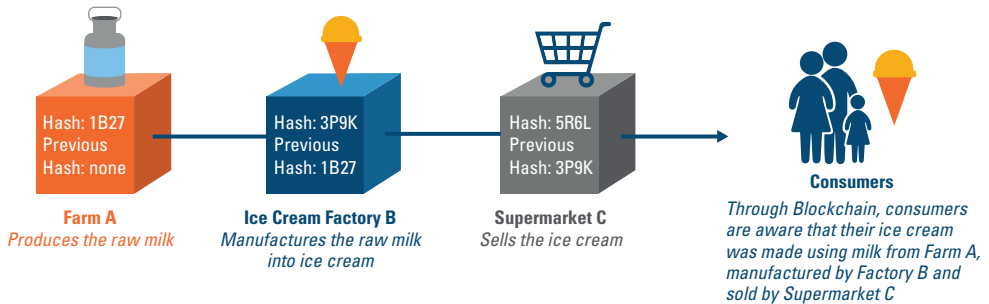 Hash: 1B27
Previous
Hash: none
Farm A
Produces the raw milk
Hash: 3P9K
Previous
Hash: 1B27
Ice Cream Factory B
Manufactures the raw milk
into ice cream
Hash: 5R6L
Previous
Hash: 3P9K
Supermarket C
Sells the ice cream
Consumers
Through Blockchain, consumers
are aware that their ice cream
was made using milk from Farm A,
manufactured by Factory B and
sold by Supermarket C